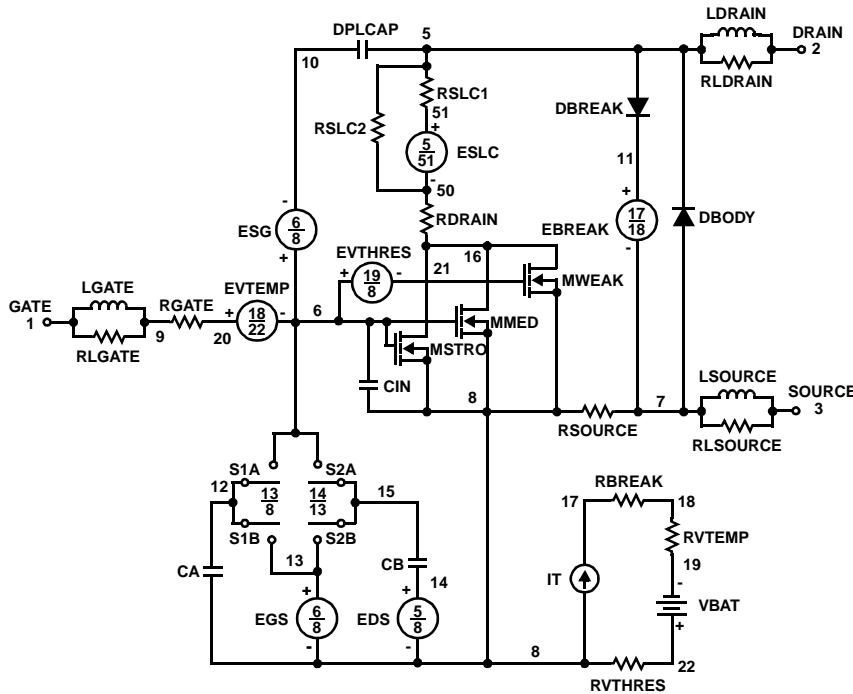 LDRAIN
DPLCAP 5 DRAIN
10 2
RLDRAIN
RSLC1
51
DBREAK
RSLC2
+
5
51
ESLC
-
50
11
-
+
RDRAIN
6
8
ESG
17
18
EBREAK
DBODY
+
-
EVTHRES
16
+ 19
8 - 21
MWEAK
LGATE
EVTEMP
GATE
1
RGATE
+ 18
22 - 6
MMED
9 20
MSTRO
RLGATE
CIN
LSOURCE
8 7 SOURCE
3
RSOURCE
RLSOURCE
S1A S2A
12 13
8 14
13 15
RBREAK
17 18
S1B S2B
13
RVTEMP
CA CB
19
IT
+ + 14
-
6
8
EGS
5
8
EDS
VBAT
+
- -
8
22
RVTHRES